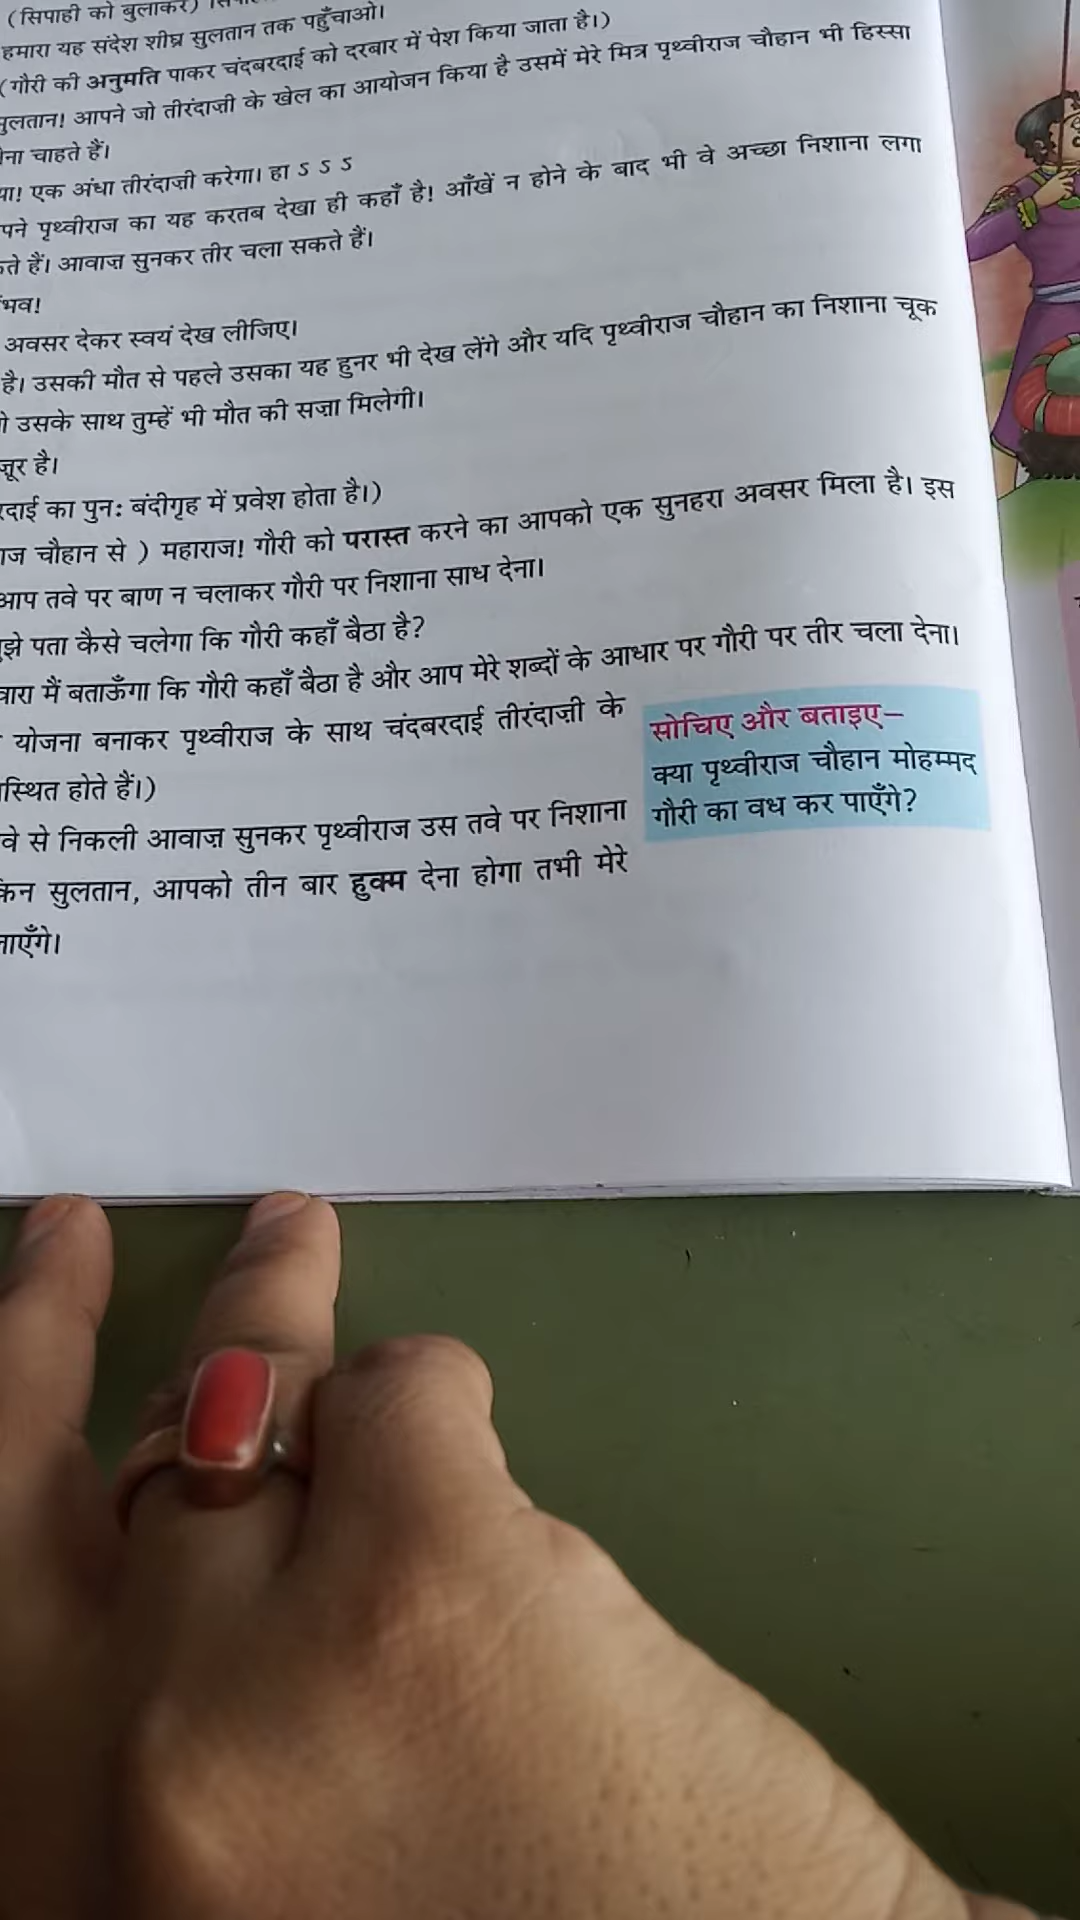 (सिपाही को बुलाकर)
हमारा यह संदेश शीघ्र सुलतान तक पहुँचाओ।
(गौरी की अनुमति पाकर चंदबरदाई को दरबार में पेश किया जाता है।)
सुलतान! आपने जो तीरंदाज़ी के खेल का आयोजन किया है उसमें मेरे मित्र पृथ्वीराज चौहान भी हिस्सा
चाहते हैं।
एक अंधा तीरंदाज़ी करेगा। हा ऽ ऽ ऽ
पृथ्वीराज का यह करतब देखा ही कहाँ है! आँखें न होने के बाद भी वे अच्छा निशाना लगा
हैं। आवाज़ सुनकर तीर चला सकते हैं।
अवसर देकर स्वयं देख लीजिए।
है। उसकी मौत से पहले उसका यह हुनर भी देख लेंगे और यदि पृथ्वीराज चौहान का निशाना चूक
उसके साथ तुम्हें भी मौत की सज़ा मिलेगी।
है।
का पुनः बंदीगृह में प्रवेश होता है।)
चौहान से ) महाराज! गौरी को परास्त करने का आपको एक सुनहरा अवसर मिला है। इस
आप तवे पर बाण न चलाकर गौरी पर निशाना साध देना।
पता कैसे चलेगा कि गौरी कहाँ बैठा है?
मैं बताऊँगा कि गौरी कहाँ बैठा है और आप मेरे शब्दों के आधार पर गौरी पर तीर चला देना।
योजना बनाकर पृथ्वीराज के साथ चंदबरदाई तीरंदाज़ी के
होते हैं।)
से निकली आवाज़ सुनकर पृथ्वीराज उस तवे पर निशाना
सुलतान, आपको तीन बार हुक्म देना होगा तभी मेरे
सोचिए और बताइए–
क्या पृथ्वीराज चौहान मोहम्मद
गौरी का वध कर पाएँगे?